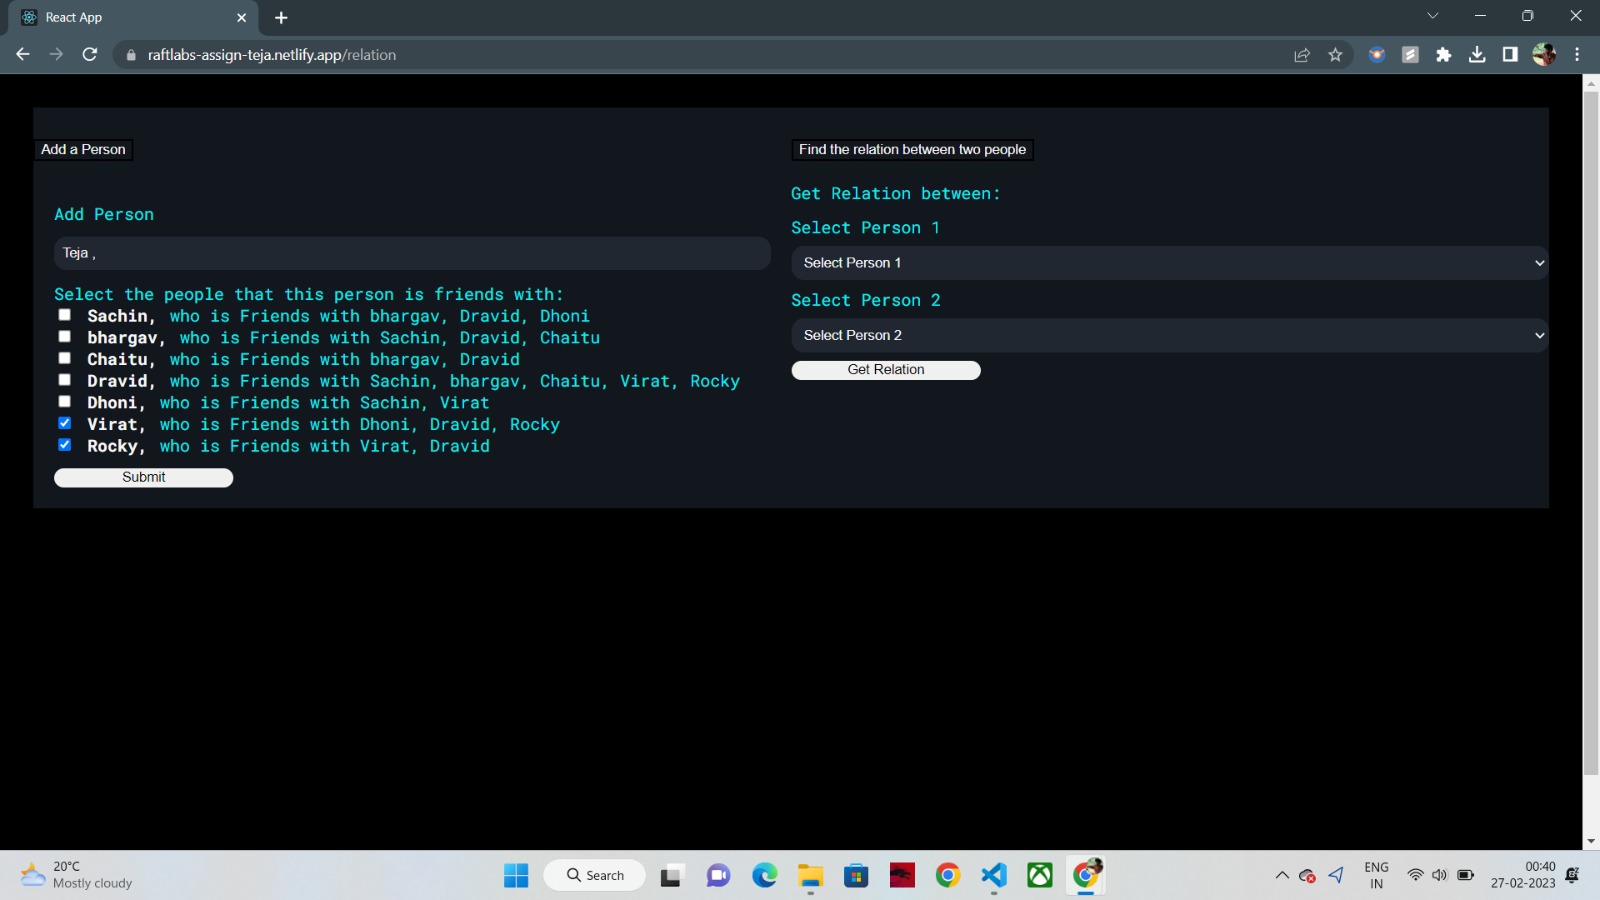 React App
raftlabs-assign-teja.netlify.app/relation
Add a Person
Add Person
Teja ,
Select the people that this person is friends with:
Sachin, who is Friends with bhargav, Dravid, Dhoni
bhargav, who is Friends with Sachin, Dravid, Chaitu
Chaitu, who is Friends with bhargav, Dravid
Dravid, who is Friends with Sachin, bhargav, Chaitu, Virat, Rocky
Dhoni, who is Friends with Sachin, Virat
Virat, who is Friends with Dhoni, Dravid, Rocky
Rocky, who is Friends with Virat, Dravid
Submit
Find the relation between two people
Get Relation between:
Select Person 1
Select Person 1
Select Person 2
Select Person 2
Get Relation
20°C
Mostly cloudy
Search
ENG
IN
00:40
27-02-2023